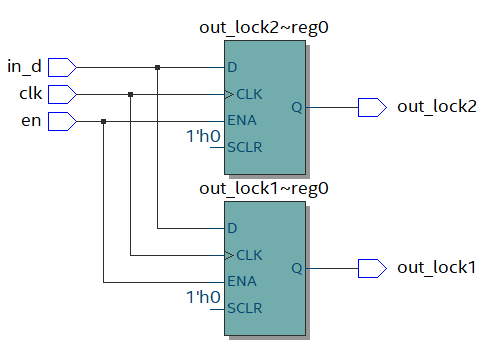 out_lock2~reg0
in_d
D
clk
CLK
Q
out_lock2
en
ENA
1'h0
SCLR
out_lock1~reg0
D
CLK
Q
out_lock1
ENA
1'h0
SCLR